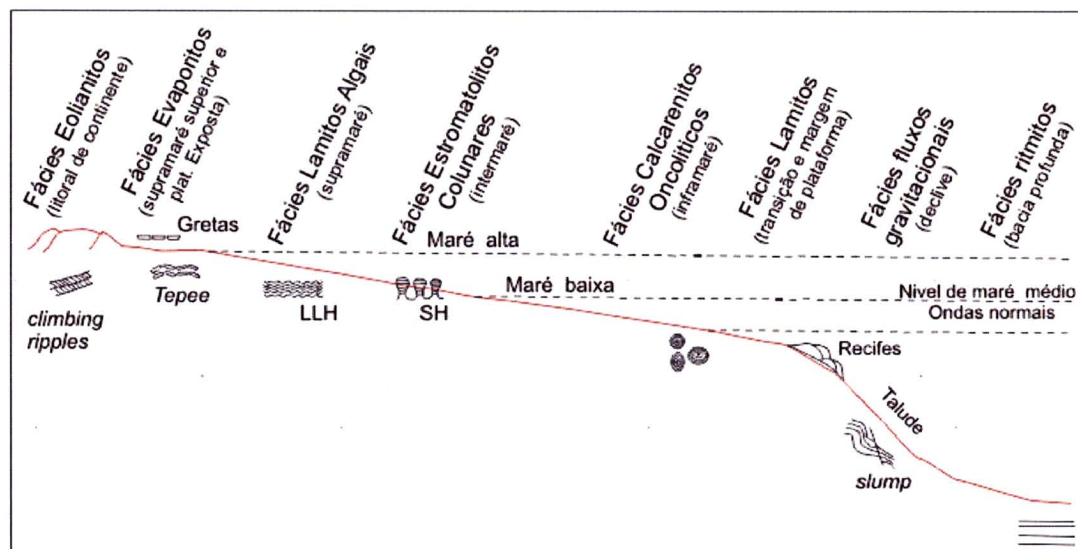 Fácies Eolianitos
(litoral de continente)
Fácies Evaporitos
(supramaré superior e
plat. Exposta)
Fácies Lamitos Algais
(supramaré)
Fácies Estromatolitos
Colunares
(intermaré)
Fácies Calcarenitos
Oncolíticos
(inframaré)
Fácies Lamitos
(transição e margem
de plataforma)
Fácies fluxos
gravitacionais
(declive)
Fácies ritmitos
(bacia profunda)
Gretas
Maré alta
Tepee
Maré baixa
Nivel de maré médio
LLH
SH
Ondas normais
climbing
ripples
Recifes
Talude
slump